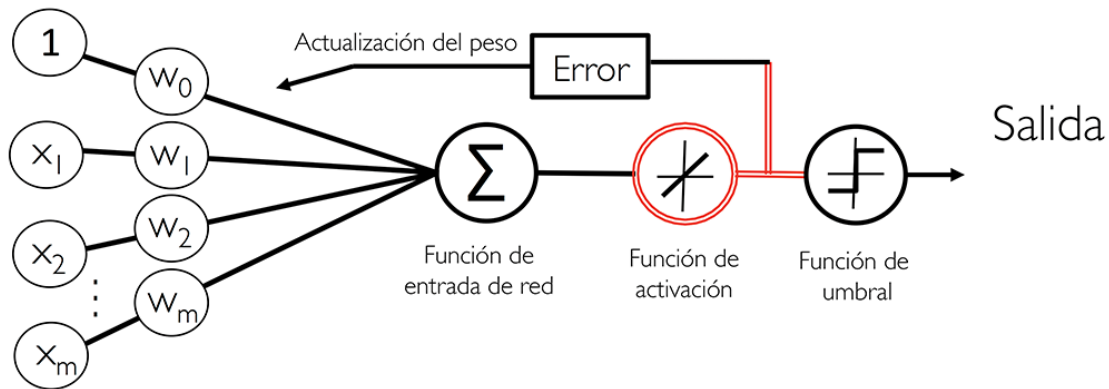 1
w0
x1
w1
x2
w2
xm
wm
Actualización del peso
Error
Σ
Función de
entrada de red
Función de
activación
Función de
umbral
Salida